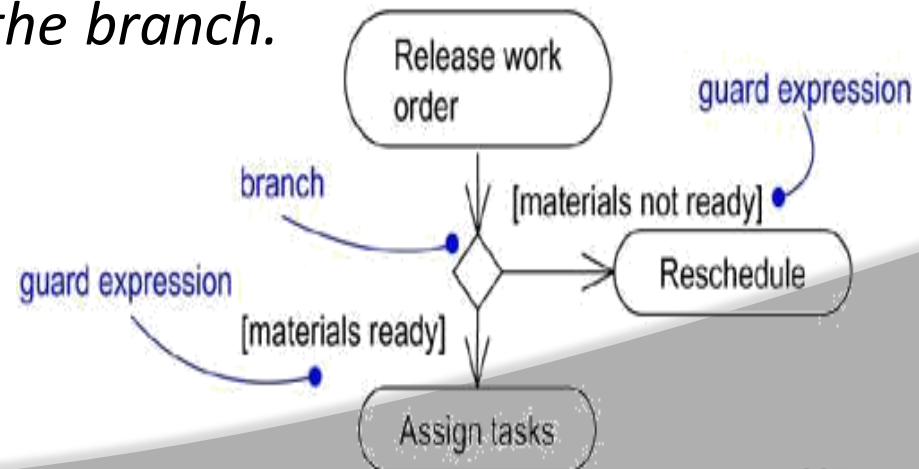 the branch.
Release work
order
guard expression
branch
[materials not ready]
guard expression
Reschedule
[materials ready]
Assign tasks